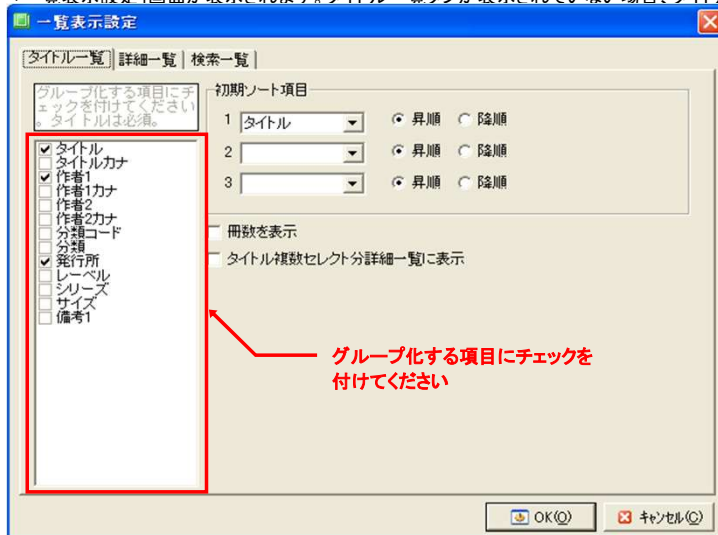 一覧表示設定
タイトル一覧 詳細一覧 検索一覧
グループ化する項目にチ
ェックを付けてください
。タイトルは必須。
初期ソート項目
1 タイトル 昇順 降順
2 昇順 降順
3 昇順 降順
タイトル
タイトルカナ
作者1
作者1カナ
作者2
作者2カナ
分類コード
分類
発行所
レーベル
シリーズ
サイズ
備考1
冊数を表示
タイトル複数セレクト分詳細一覧に表示
グループ化する項目にチェックを
付けてください
OK(O) キャンセル(C)